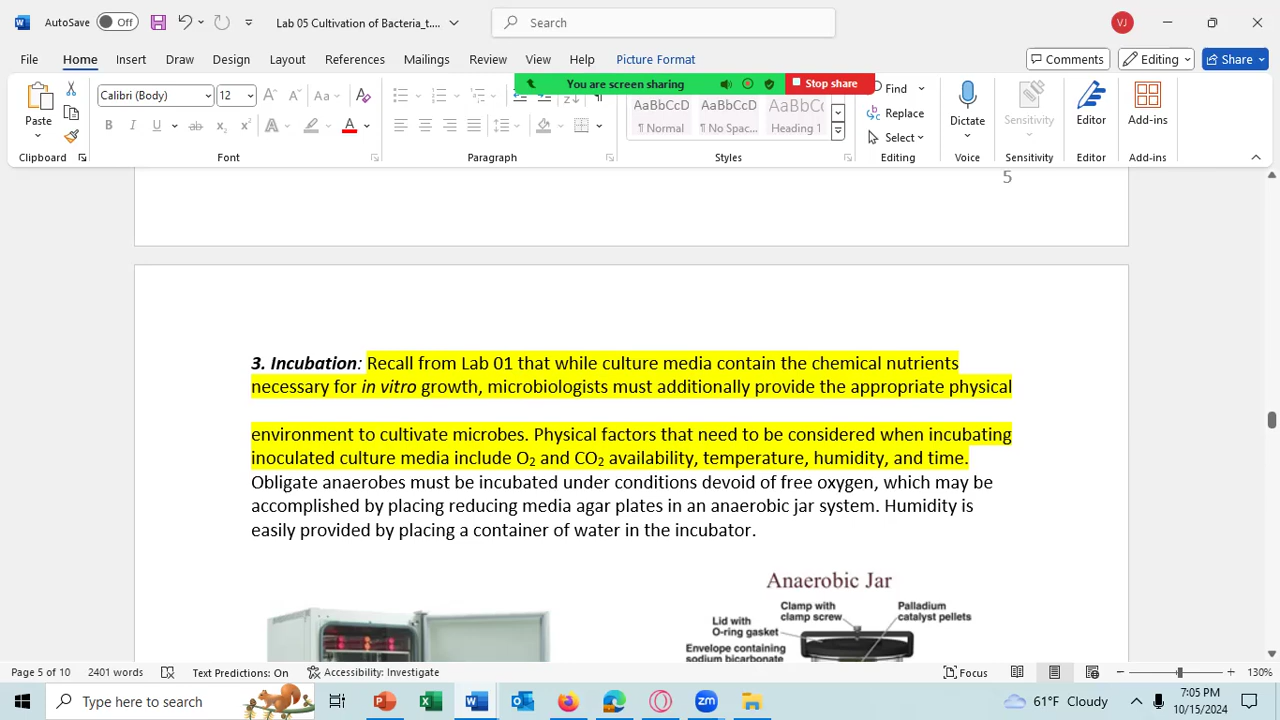 AutoSave Off Lab 05 Cultivation of Bacteria_t.... Search VJ
File Home Insert Draw Design Layout References Mailings Review View Help Picture Format Comments Editing Share
You are screen sharing Stop share
Calibri (Body) 12 Aa
AaBbCcD AaBbCcD AaBbCc
¶ Normal ¶ No Spac... Heading 1
Find
Replace
Select
Paste
Dictate Sensitivity Editor Add-ins
B I U ab x₂ x² A A
Clipboard Font Paragraph Styles Editing Voice Sensitivity Editor Add-ins
5
3. Incubation: Recall from Lab 01 that while culture media contain the chemical nutrients
necessary for in vitro growth, microbiologists must additionally provide the appropriate physical
environment to cultivate microbes. Physical factors that need to be considered when incubating
inoculated culture media include O₂ and CO₂ availability, temperature, humidity, and time.
Obligate anaerobes must be incubated under conditions devoid of free oxygen, which may be
accomplished by placing reducing media agar plates in an anaerobic jar system. Humidity is
easily provided by placing a container of water in the incubator.
Anaerobic Jar
Clamp with
clamp screw
Palladium
catalyst pellets
Lid with
O-ring gasket
Envelope containing
sodium bicarbonate
Page 5 of 10 2401 words Text Predictions: On Accessibility: Investigate Focus 130%
Type here to search
61°F Cloudy
7:05 PM
10/15/2024